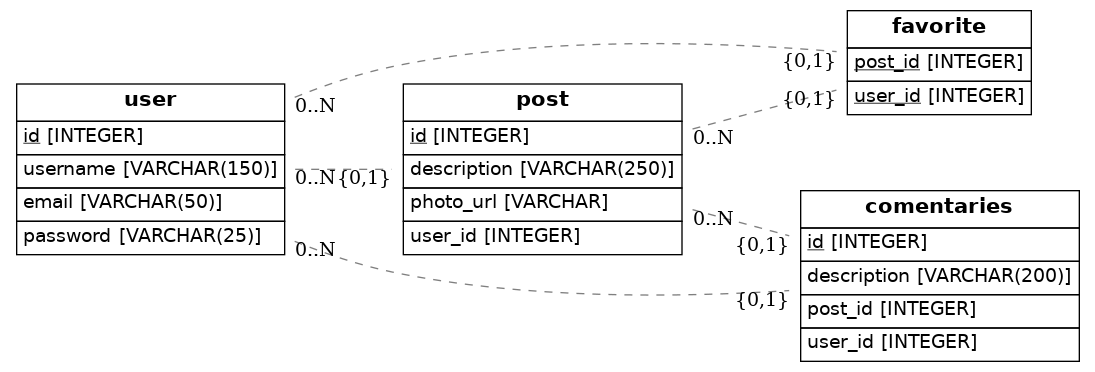 user
id [INTEGER]
username [VARCHAR(150)]
email [VARCHAR(50)]
password [VARCHAR(25)]
0..N
0..N
{0,1}
0..N
post
id [INTEGER]
description [VARCHAR(250)]
photo_url [VARCHAR]
user_id [INTEGER]
0..N
0..N
{0,1}
{0,1}
favorite
post_id [INTEGER]
user_id [INTEGER]
{0,1}
{0,1}
comentaries
id [INTEGER]
description [VARCHAR(200)]
post_id [INTEGER]
user_id [INTEGER]